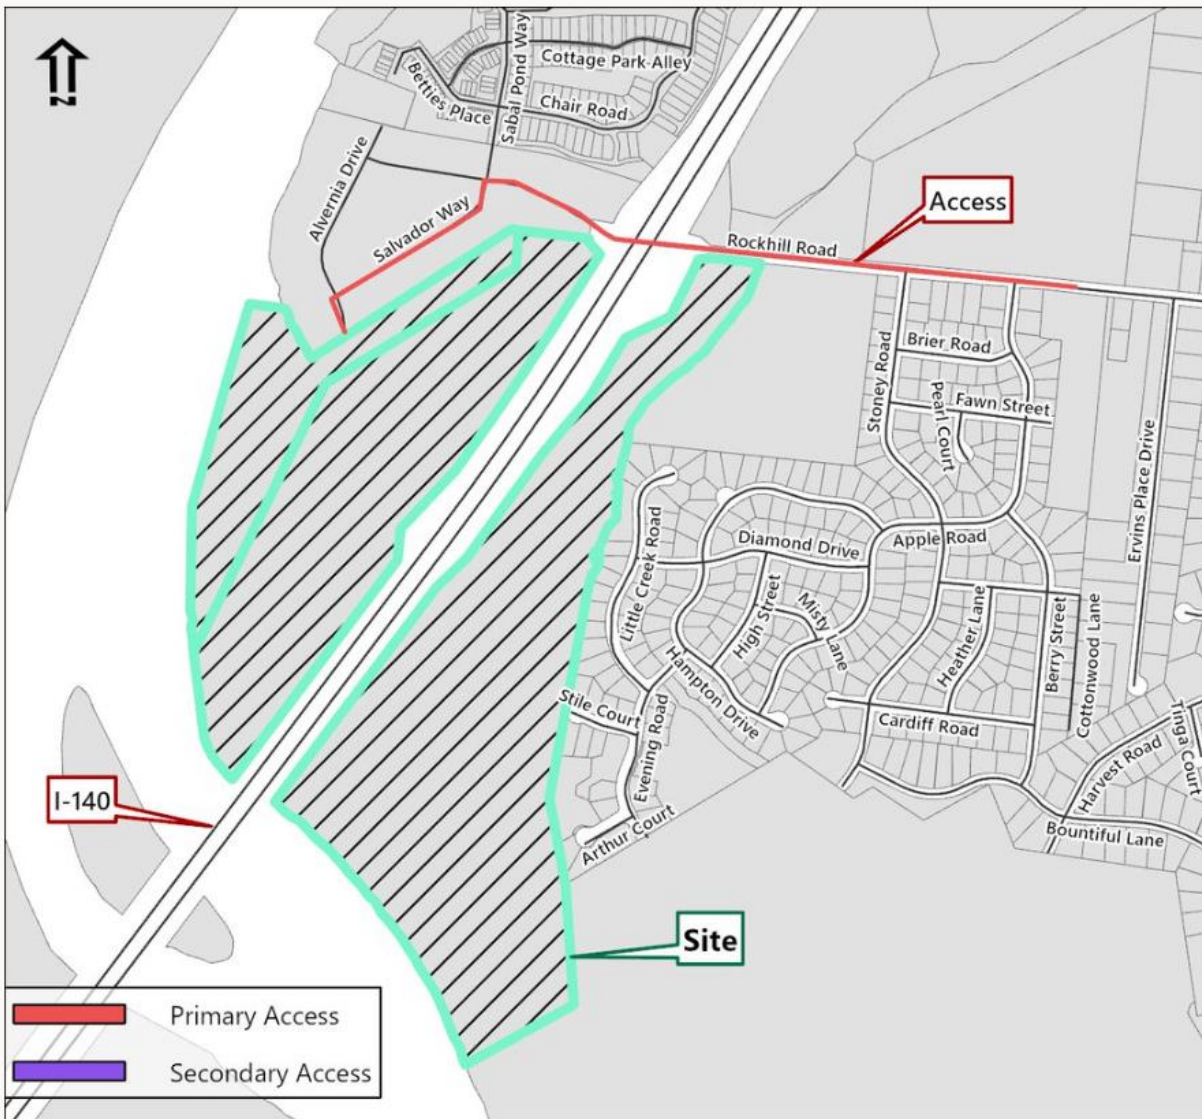 Cottage Park Alley
Betties Place
Sabal Pond Way
Chair Road
Alvernia Drive
Salvador Way
Access
Rockhill Road
Brier Road
Stoney Road
Pearl Court
Fawn Street
Ervins Place Drive
Little Creek Road
Diamond Drive
Apple Road
High Street
Misty Lane
Heather Lane
Berry Street
Cottonwood Lane
Hampton Drive
Stile Court
Evening Road
Cardiff Road
Harvest Road
Tinga Court
I-140
Arthur Court
Bountiful Lane
Site
Primary Access
Secondary Access
N